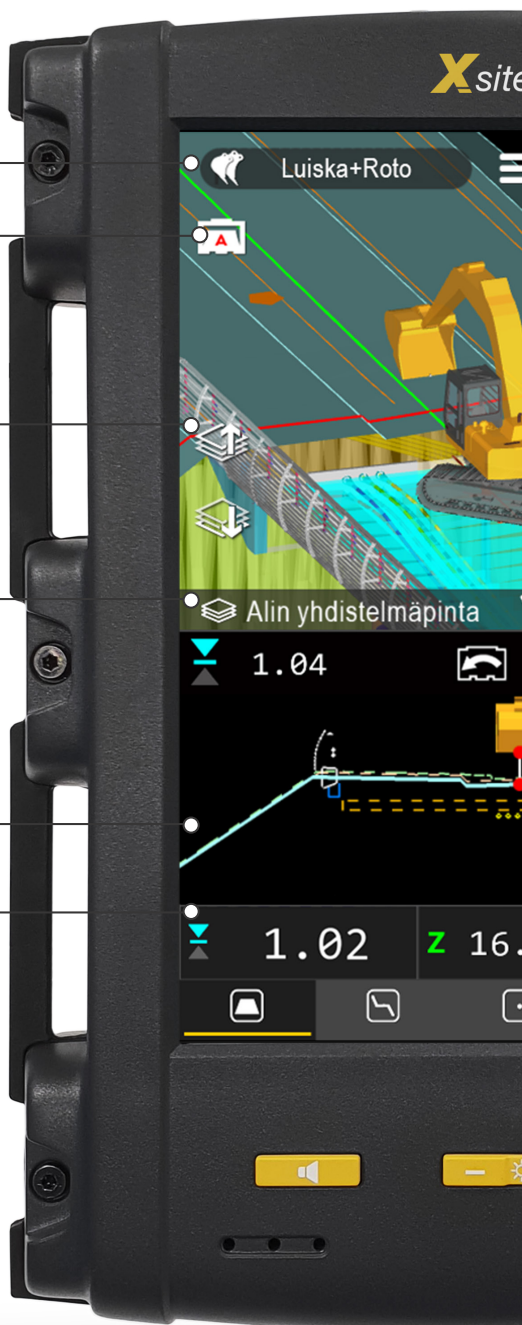 Xsite
Luiska+Roto
A
Alin yhdistelmäpinta
1.04
1.02
Z 16.